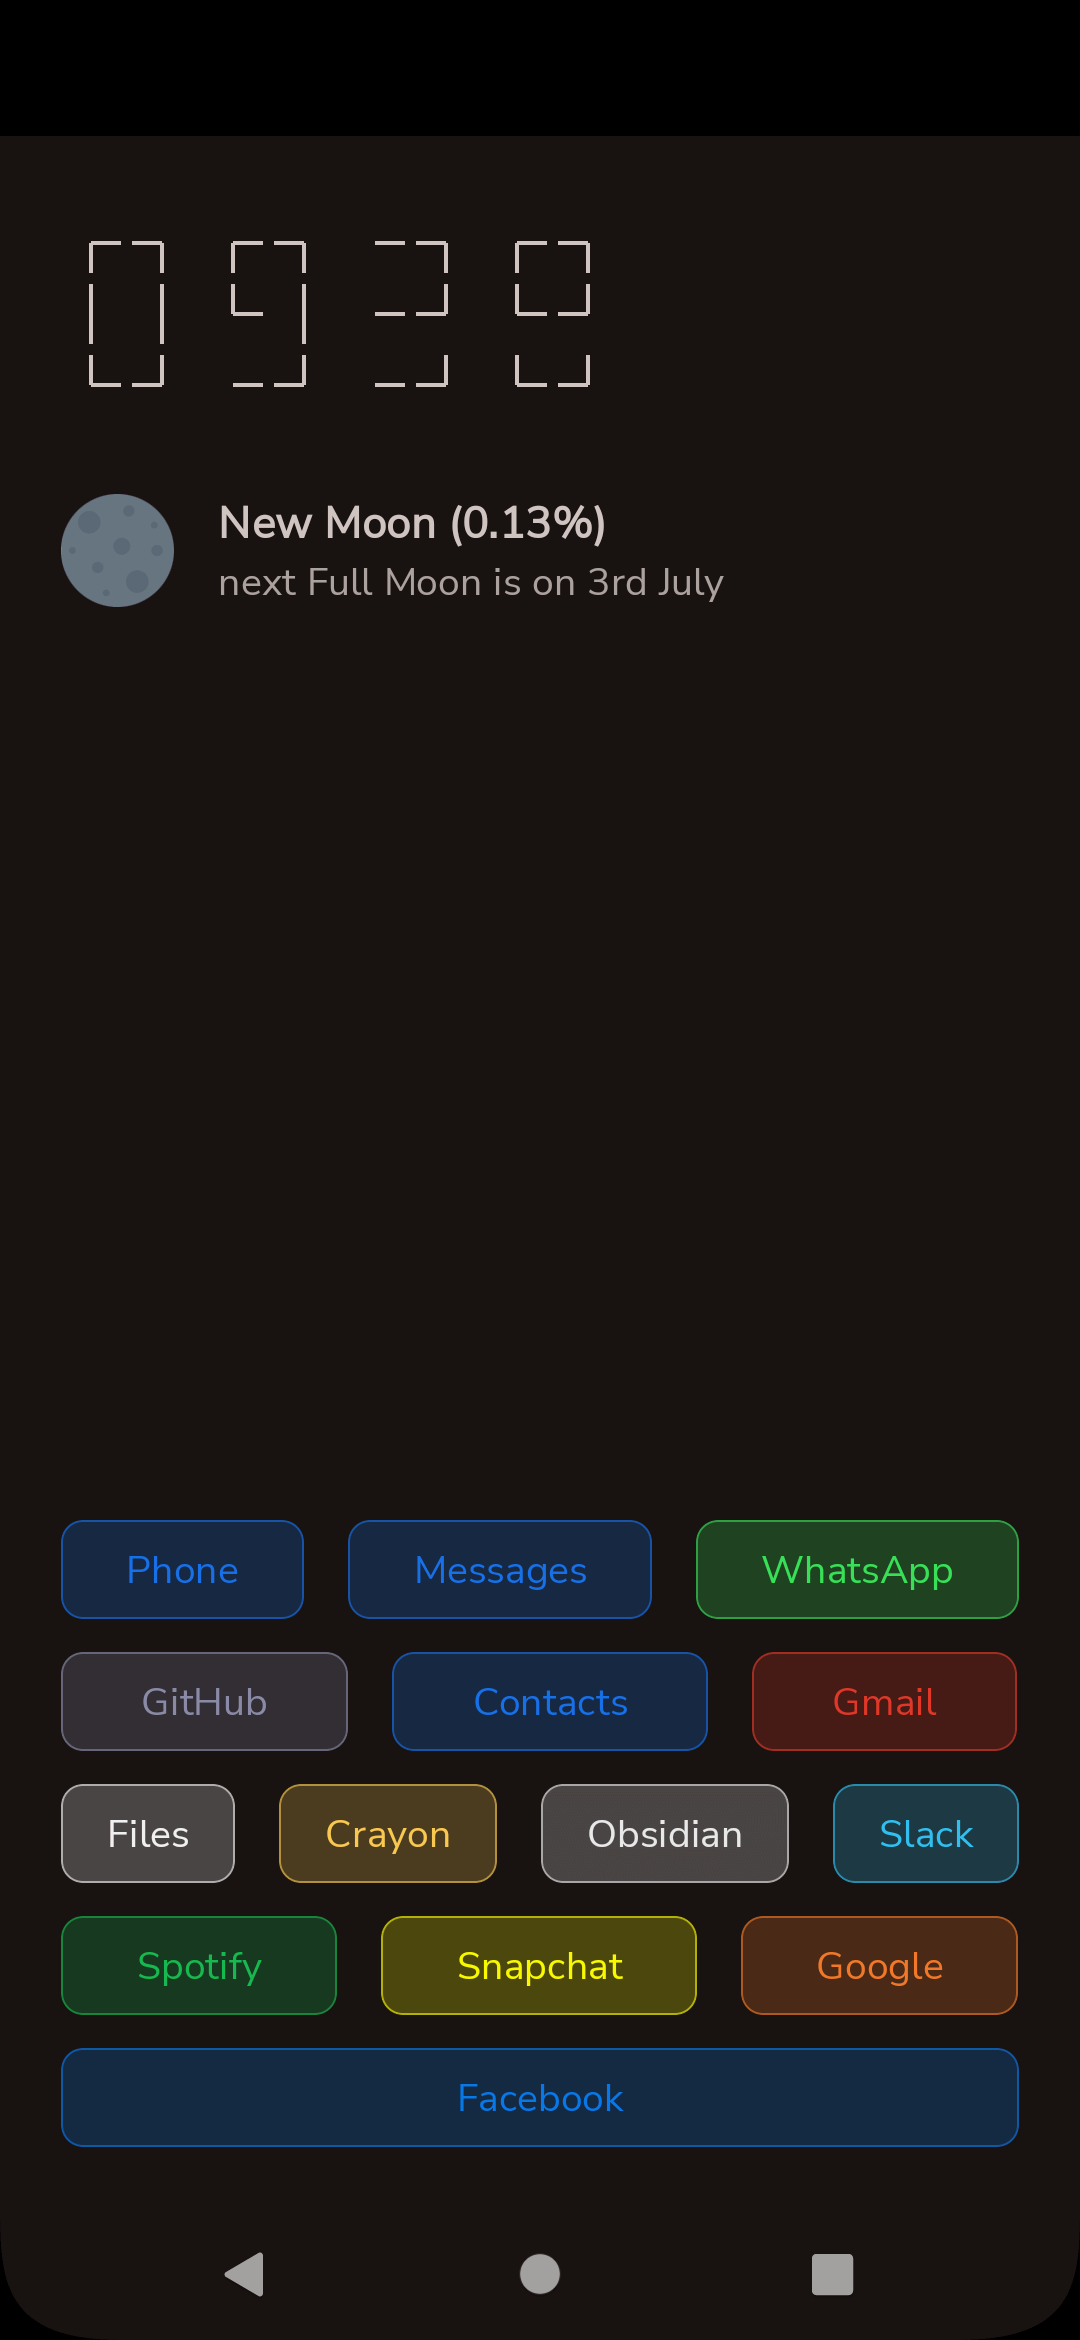 0938
New Moon (0.13%)
next Full Moon is on 3rd July
Phone Messages WhatsApp
GitHub Contacts Gmail
Files Crayon Obsidian Slack
Spotify Snapchat Google
Facebook